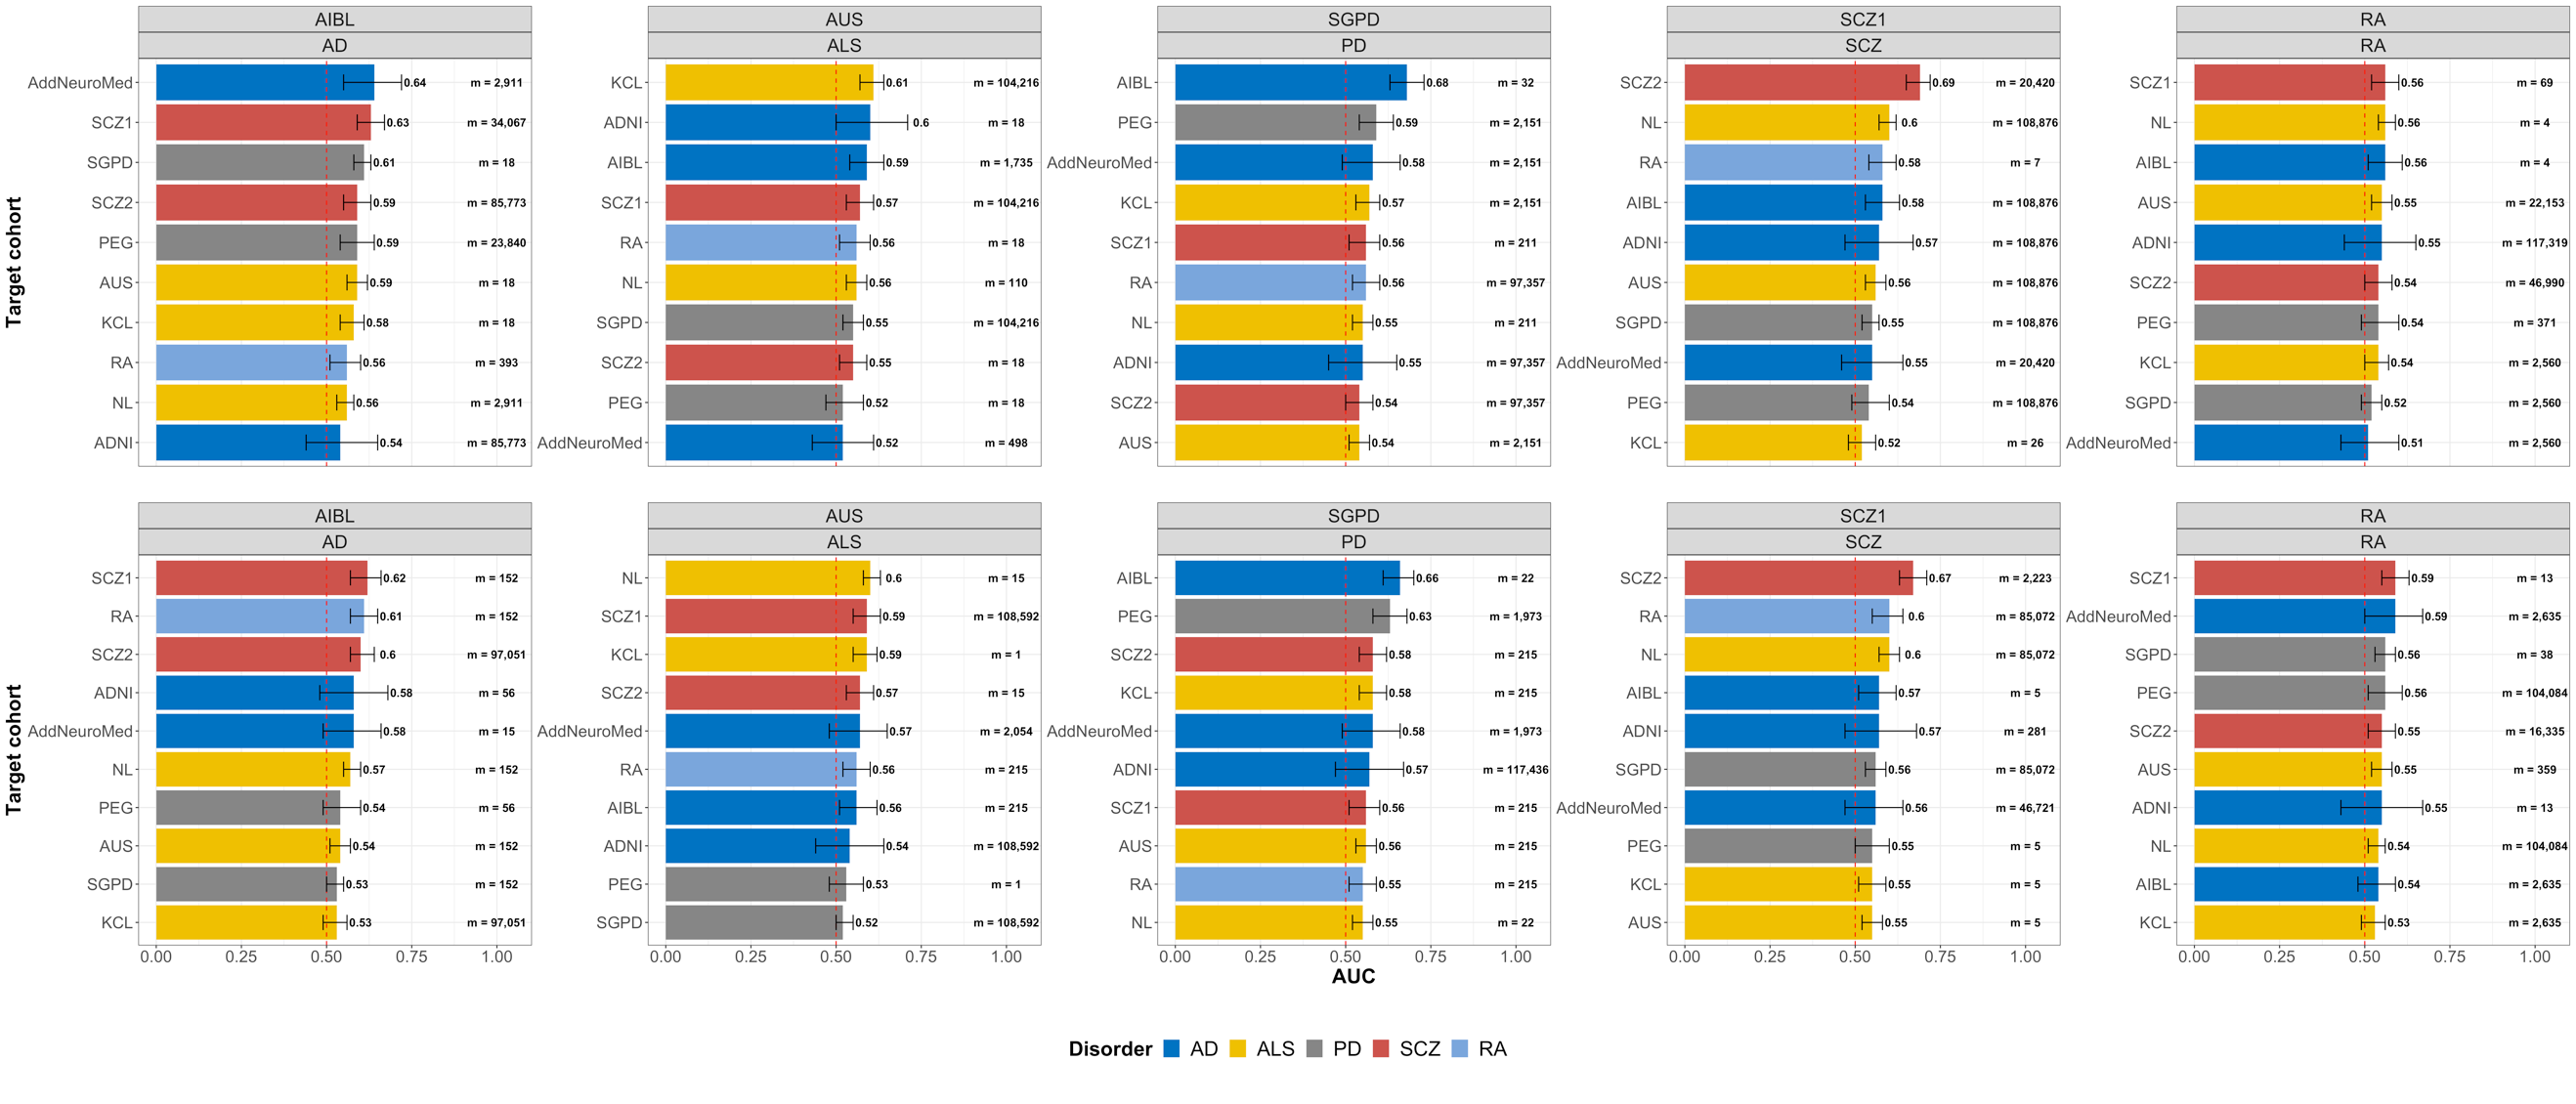 AIBL
AD
AddNeuroMed 0.64 m = 2,911
SCZ1 0.63 m = 34,067
SGPD 0.61 m = 18
SCZ2 0.59 m = 85,773
PEG 0.59 m = 23,840
AUS 0.59 m = 18
KCL 0.58 m = 18
RA 0.56 m = 393
NL 0.56 m = 2,911
ADNI 0.54 m = 85,773
Target cohort
AUS
ALS
KCL 0.61 m = 104,216
ADNI 0.6 m = 18
AIBL 0.59 m = 1,735
SCZ1 0.57 m = 104,216
RA 0.56 m = 18
NL 0.56 m = 110
SGPD 0.55 m = 104,216
SCZ2 0.55 m = 18
PEG 0.52 m = 18
AddNeuroMed 0.52 m = 498
SGPD
PD
AIBL 0.68 m = 32
PEG 0.59 m = 2,151
AddNeuroMed 0.58 m = 2,151
KCL 0.57 m = 2,151
SCZ1 0.56 m = 211
RA 0.56 m = 97,357
NL 0.55 m = 211
ADNI 0.55 m = 97,357
SCZ2 0.54 m = 97,357
AUS 0.54 m = 2,151
SCZ1
SCZ
SCZ2 0.69 m = 20,420
NL 0.6 m = 108,876
RA 0.58 m = 7
AIBL 0.58 m = 108,876
ADNI 0.57 m = 108,876
AUS 0.56 m = 108,876
SGPD 0.55 m = 108,876
AddNeuroMed 0.55 m = 20,420
PEG 0.54 m = 108,876
KCL 0.52 m = 26
RA
RA
SCZ1 0.56 m = 69
NL 0.56 m = 4
AIBL 0.56 m = 4
AUS 0.55 m = 22,153
ADNI 0.55 m = 117,319
SCZ2 0.54 m = 46,990
PEG 0.54 m = 371
KCL 0.54 m = 2,560
SGPD 0.52 m = 2,560
AddNeuroMed 0.51 m = 2,560
AIBL
AD
SCZ1 0.62 m = 152
RA 0.61 m = 152
SCZ2 0.6 m = 97,051
ADNI 0.58 m = 56
AddNeuroMed 0.58 m = 15
NL 0.57 m = 152
PEG 0.54 m = 56
AUS 0.54 m = 152
SGPD 0.53 m = 152
KCL 0.53 m = 97,051
0.00 0.25 0.50 0.75 1.00
Target cohort
AUS
ALS
NL 0.6 m = 15
SCZ1 0.59 m = 108,592
KCL 0.59 m = 1
SCZ2 0.57 m = 15
AddNeuroMed 0.57 m = 2,054
RA 0.56 m = 215
AIBL 0.56 m = 215
ADNI 0.54 m = 108,592
PEG 0.53 m = 1
SGPD 0.52 m = 108,592
0.00 0.25 0.50 0.75 1.00
SGPD
PD
AIBL 0.66 m = 22
PEG 0.63 m = 1,973
SCZ2 0.58 m = 215
KCL 0.58 m = 215
AddNeuroMed 0.58 m = 1,973
ADNI 0.57 m = 117,436
SCZ1 0.56 m = 215
AUS 0.56 m = 215
RA 0.55 m = 215
NL 0.55 m = 22
0.00 0.25 0.50 0.75 1.00
SCZ1
SCZ
SCZ2 0.67 m = 2,223
RA 0.6 m = 85,072
NL 0.6 m = 85,072
AIBL 0.57 m = 5
ADNI 0.57 m = 281
SGPD 0.56 m = 85,072
AddNeuroMed 0.56 m = 46,721
PEG 0.55 m = 5
KCL 0.55 m = 5
AUS 0.55 m = 5
0.00 0.25 0.50 0.75 1.00
RA
RA
SCZ1 0.59 m = 13
AddNeuroMed 0.59 m = 2,635
SGPD 0.56 m = 38
PEG 0.56 m = 104,084
SCZ2 0.55 m = 16,335
AUS 0.55 m = 359
ADNI 0.55 m = 13
NL 0.54 m = 104,084
AIBL 0.54 m = 2,635
KCL 0.53 m = 2,635
0.00 0.25 0.50 0.75 1.00
AUC
Disorder AD ALS PD SCZ RA